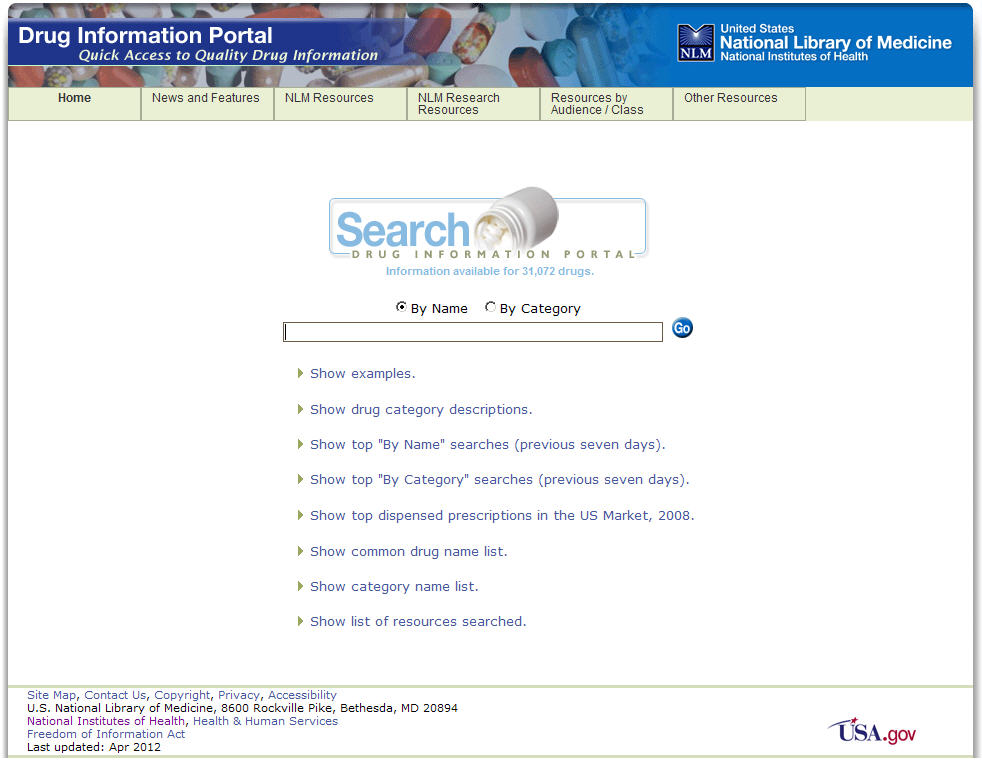 Drug Information Portal
Quick Access to Quality Drug Information
NLM
United States
National Library of Medicine
National Institutes of Health
Home
News and Features
NLM Resources
NLM Research
Resources
Resources by
Audience / Class
Other Resources
Search
DRUG INFORMATION PORTAL
Information available for 31,072 drugs.
By Name By Category
Go
Show examples.
Show drug category descriptions.
Show top "By Name" searches (previous seven days).
Show top "By Category" searches (previous seven days).
Show top dispensed prescriptions in the US Market, 2008.
Show common drug name list.
Show category name list.
Show list of resources searched.
Site Map, Contact Us, Copyright, Privacy, Accessibility
U.S. National Library of Medicine, 8600 Rockville Pike, Bethesda, MD 20894
National Institutes of Health, Health & Human Services
Freedom of Information Act
Last updated: Apr 2012
USA.gov